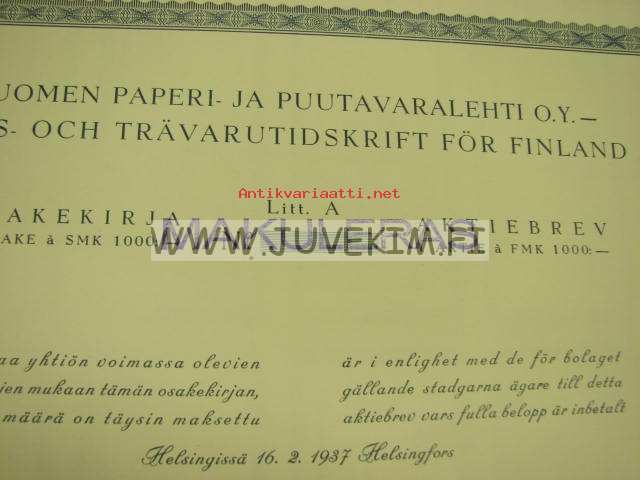 UOMEN PAPERI- JA PUUTAVARALEHTI O.Y.—
S- OCH TRÄVARUTIDSKRIFT FÖR FINLAND
Antikvariaatti.net
Litt. A
AKEKIRJA
AKTIEBREV
MAKULERAS
WWW.JUVEKIM.FI
AKE à SMK 1000:—
AKTIE à FMK 1000:—
aa yhtiön voimassa olevien
ien mukaan tämän osakekirjan,
määrä on täysin maksettu
är i enlighet med de för bolaget
gällande stadgarna ägare till detta
aktiebrev vars fulla belopp är inbetalt
Helsingissä 16. 2. 1937 Helsingfors